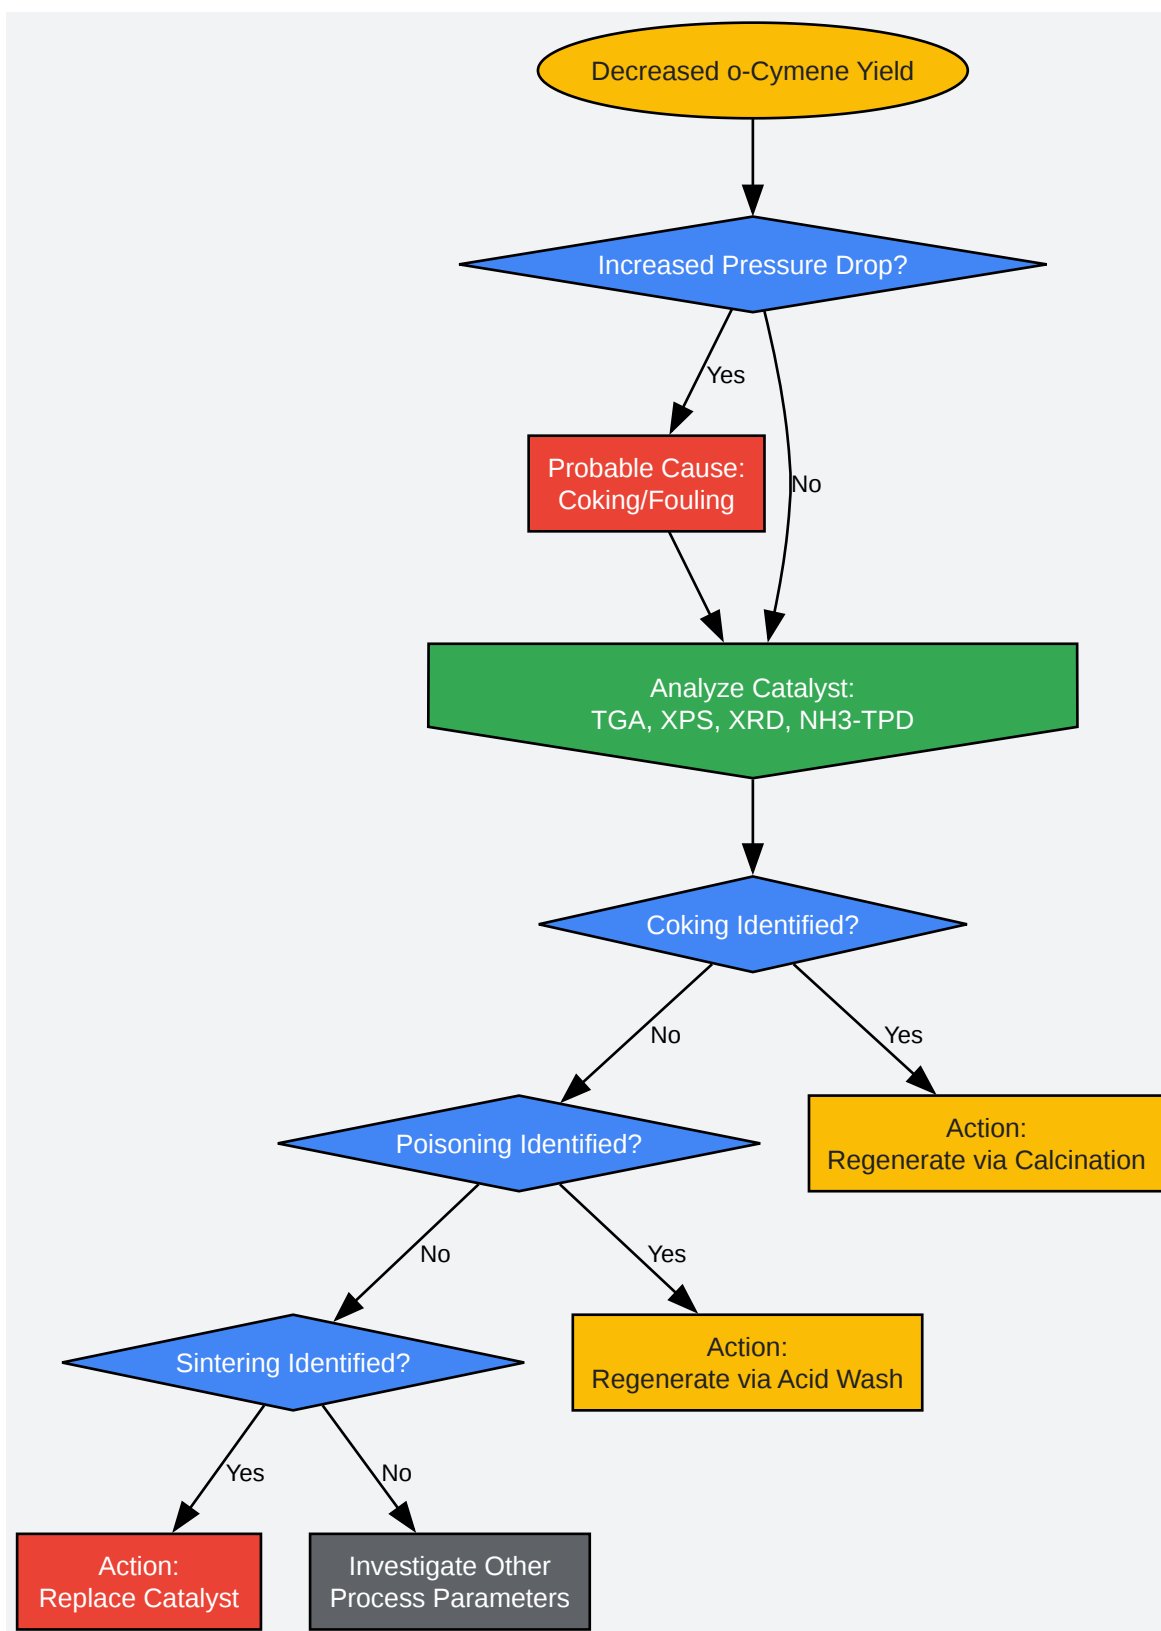 Decreased o-Cymene Yield
Increased Pressure Drop?
Yes
Probable Cause:
Coking/Fouling
No
Analyze Catalyst:
TGA, XPS, XRD, NH3-TPD
Coking Identified?
No
Yes
Poisoning Identified?
Action:
Regenerate via Calcination
No
Yes
Sintering Identified?
Action:
Regenerate via Acid Wash
Yes
No
Action:
Replace Catalyst
Investigate Other
Process Parameters